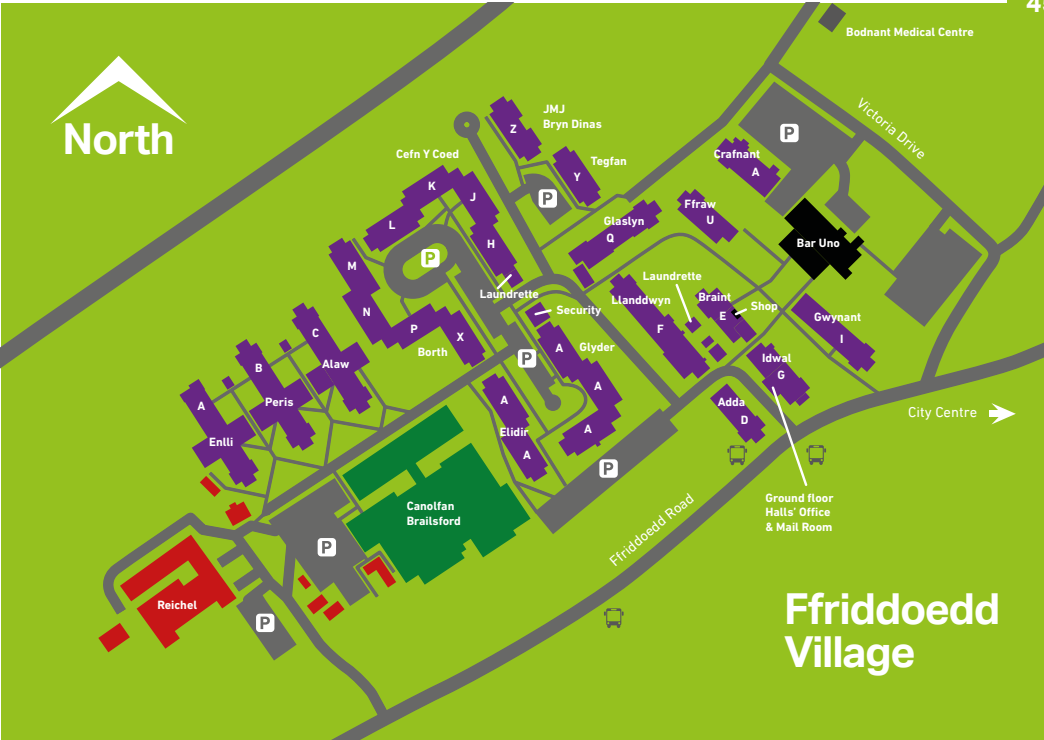 45
Bodnant Medical Centre
North
JMJ
Bryn Dinas
Z
Victoria Drive
P
Cefn Y Coed
Tegfan
Y
Crafnant
A
K
J
P
Ffraw
U
L
Glaslyn
Q
H
Bar Uno
M
P
Laundrette
Laundrette
Llanddwyn
F
Braint
E
Shop
Security
N
Gwynant
I
C
P
X
Borth
A
Glyder
P
Idwal
G
Alaw
B
A
Peris
A
A
Elidir
A
A
Adda
D
City Centre
Enlli
P
Canolfan
Brailsford
Ground floor
Halls' Office
& Mail Room
Ffriddoedd Road
P
Reichel
P
Ffriddoedd
Village